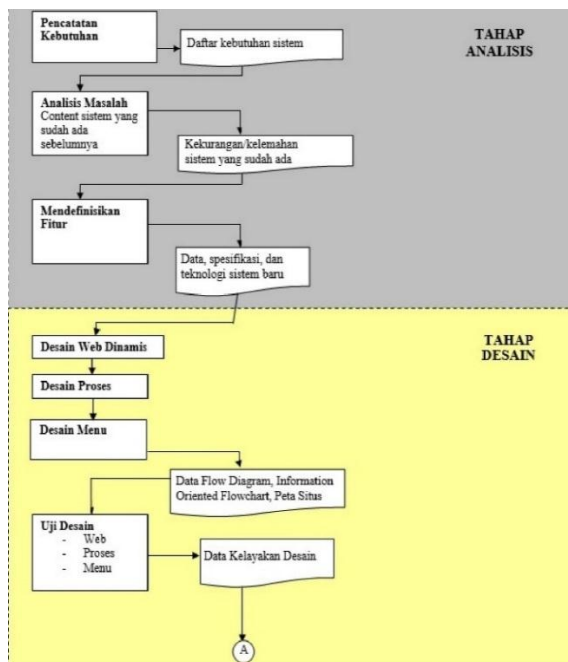 Pencatatan
Kebutuhan
Daftar kebutuhan sistem
TAHAP
ANALISIS
Analisis Masalah
Content sistem yang
sudah ada
sebelumnya
Kekurangan/kelemahan
sistem yang sudah ada
Mendefinisikan
Fitur
Data, spesifikasi, dan
teknologi sistem baru
TAHAP
DESAIN
Desain Web Dinamis
Desain Proses
Desain Menu
Data Flow Diagram, Information
Oriented Flowchart, Peta Situs
Uji Desain
- Web
- Proses
- Menu
Data Kelayakan Desain
A